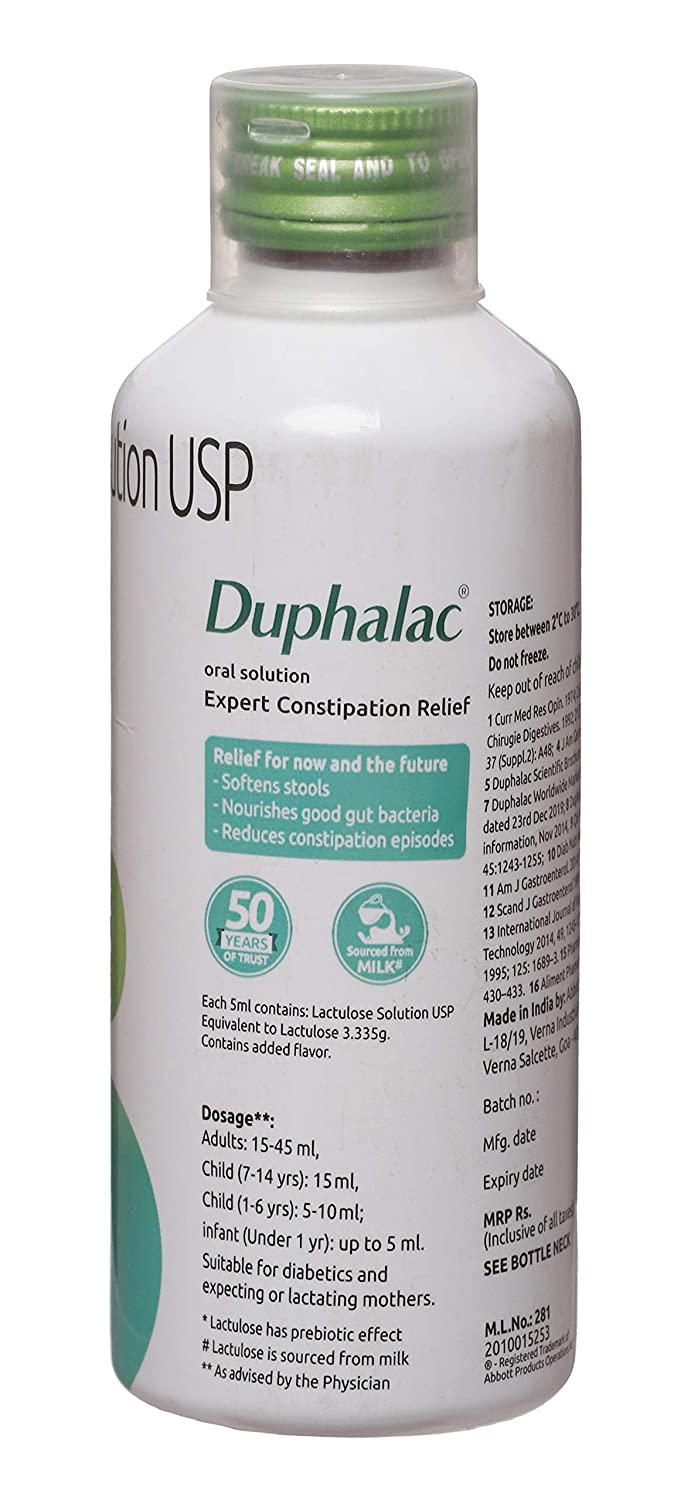 BREAK SEAL AND TO OPEN
USP
Duphalac®
oral solution
Expert Constipation Relief
Relief for now and the future
- Softens stools
- Nourishes good gut bacteria
- Reduces constipation episodes
50
YEARS
OF TRUST
Sourced from
MILK#
Each 5ml contains: Lactulose Solution USP
Equivalent to Lactulose 3.335g.
Contains added flavor.
Dosage**:
Adults: 15-45 ml,
Child (7-14 yrs): 15ml,
Child (1-6 yrs): 5-10ml;
infant (Under 1 yr): up to 5 ml.
Suitable for diabetics and
expecting or lactating mothers.
* Lactulose has prebiotic effect
# Lactulose is sourced from milk
** As advised by the Physician
STORAGE:
Store between 2°C to 30°C
Do not freeze.
Keep out of reach of
1 Curr Med Res Opin. 1974;
Chirugie Digestives. 1992;
37 (Suppl.2): A48; 4 J Am
5 Duphalac Scientific
7 Duphalac Worldwide
dated 23rd Dec 2019; 8
information, Nov 2014, 9
45:1243-1255; 10 Diab
11 Am J Gastroenterol.
12 Scand J Gastroenterol
13 International Journal of
Technology 2014, 49,
1995; 125: 1689-3. 15
430-433. 16 Aliment
Made in India by:
L-18/19, Verna
Verna Salcette, Goa-
Batch no. :
Mfg. date
Expiry date
MRP Rs.
(Inclusive of all taxes)
SEE BOTTLE NECK
M.L.No.: 281
2010015253
® - Registered Trademark of
Abbott Products